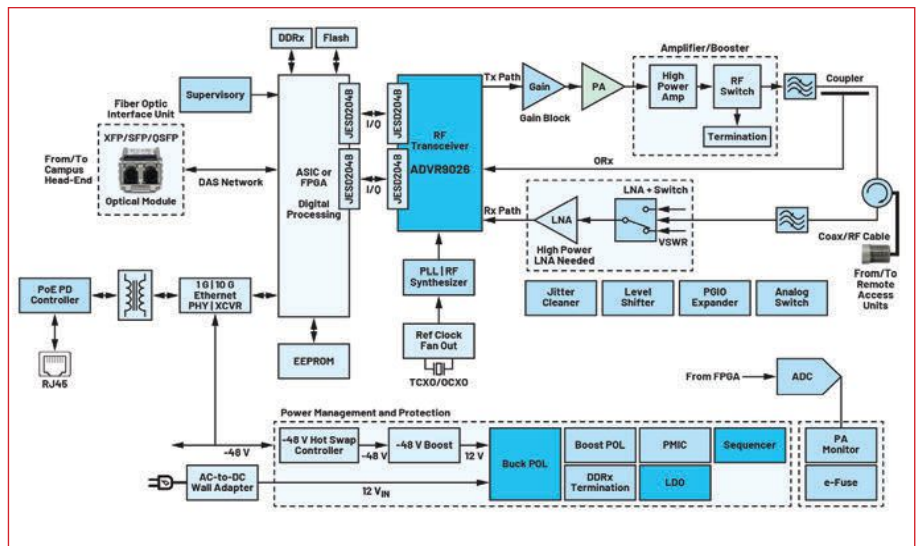 DDRx
Flash
Supervisory
Fiber Optic
Interface Unit
XFP/SFP/QSFP
From/To
Campus
Head-End
Optical Module
DAS Network
ASIC or
FPGA
Digital
Processing
JESD204B
JESD204B
I/Q
JESD204B
JESD204B
I/Q
RF
Transceiver
ADVR9026
Tx Path
Gain
Gain Block
PA
Amplifier/Booster
High
Power
Amp
RF
Switch
Termination
Coupler
ORx
Rx Path
LNA
High Power
LNA Needed
LNA + Switch
VSWR
Coax/RF Cable
From/To
Remote
Access
Units
PoE PD
Controller
RJ45
1 G | 10 G
Ethernet
PHY | XCVR
EEPROM
PLL | RF
Synthesizer
Ref Clock
Fan Out
TCXO/OCXO
Jitter
Cleaner
Level
Shifter
PGIO
Expander
Analog
Switch
From FPGA
ADC
Power Management and Protection
-48 V
-48 V Hot Swap
Controller
-48 V
-48 V Boost
12 V
Buck POL
Boost POL
PMIC
Sequencer
DDRx
Termination
LDO
PA
Monitor
e-Fuse
AC-to-DC
Wall Adapter
12 VIN